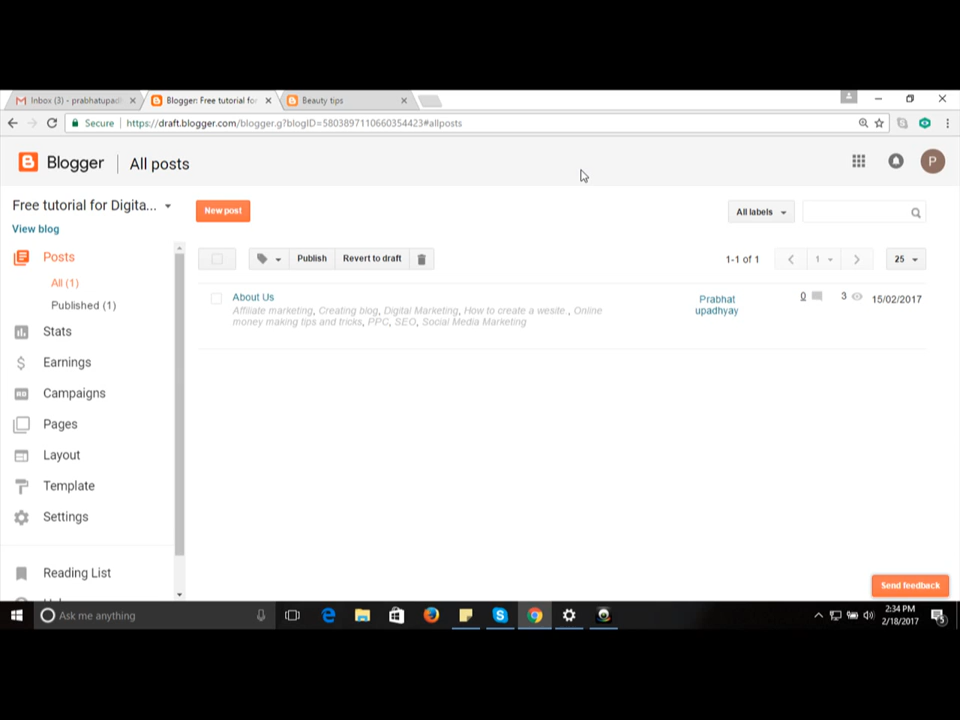 Inbox (3) - prabhatupad
Blogger: Free tutorial for
Beauty tips
Secure
https://draft.blogger.com/blogger.g?blogID=5803897110660354423#allposts
Blogger
All posts
P
Free tutorial for Digita...
New post
All labels
View blog
Posts
Publish
Revert to draft
1-1 of 1
1
25
All (1)
About Us
Prabhat upadhyay
0
3
15/02/2017
Affiliate marketing, Creating blog, Digital Marketing, How to create a wesite , Online
money making tips and tricks, PPC, SEO, Social Media Marketing
Published (1)
Stats
Earnings
Campaigns
Pages
Layout
Template
Settings
Reading List
Send feedback
Ask me anything
2:34 PM
2/18/2017
5